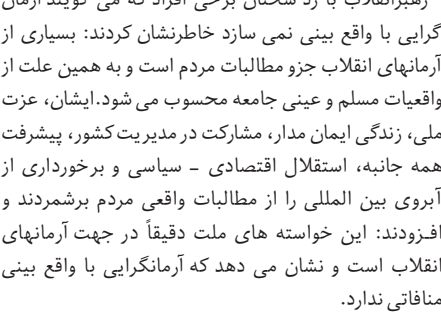 رهبرانقلاب با رد سخنان برخی افراد که می گویند آرمان
گرایی با واقع بینی نمی سازد خاطرنشان کردند: بسیاری از
آرمانهای انقلاب جزو مطالبات مردم است و به همین علت از
واقعیات مسلم و عینی جامعه محسوب می شود.ایشان، عزت
ملی، زندگی ایمان مدار، مشارکت در مدیریت کشور، پیشرفت
همه جانبه، استقلال اقتصادی - سیاسی و برخورداری از
آبروی بین المللی را از مطالبات واقعی مردم برشمردند و
افـزودند: این خواسته های ملت دقیقاً در جهت آرمانهای
انقلاب است و نشان می دهد که آرمانگرایی با واقع بینی
منافاتی ندارد.